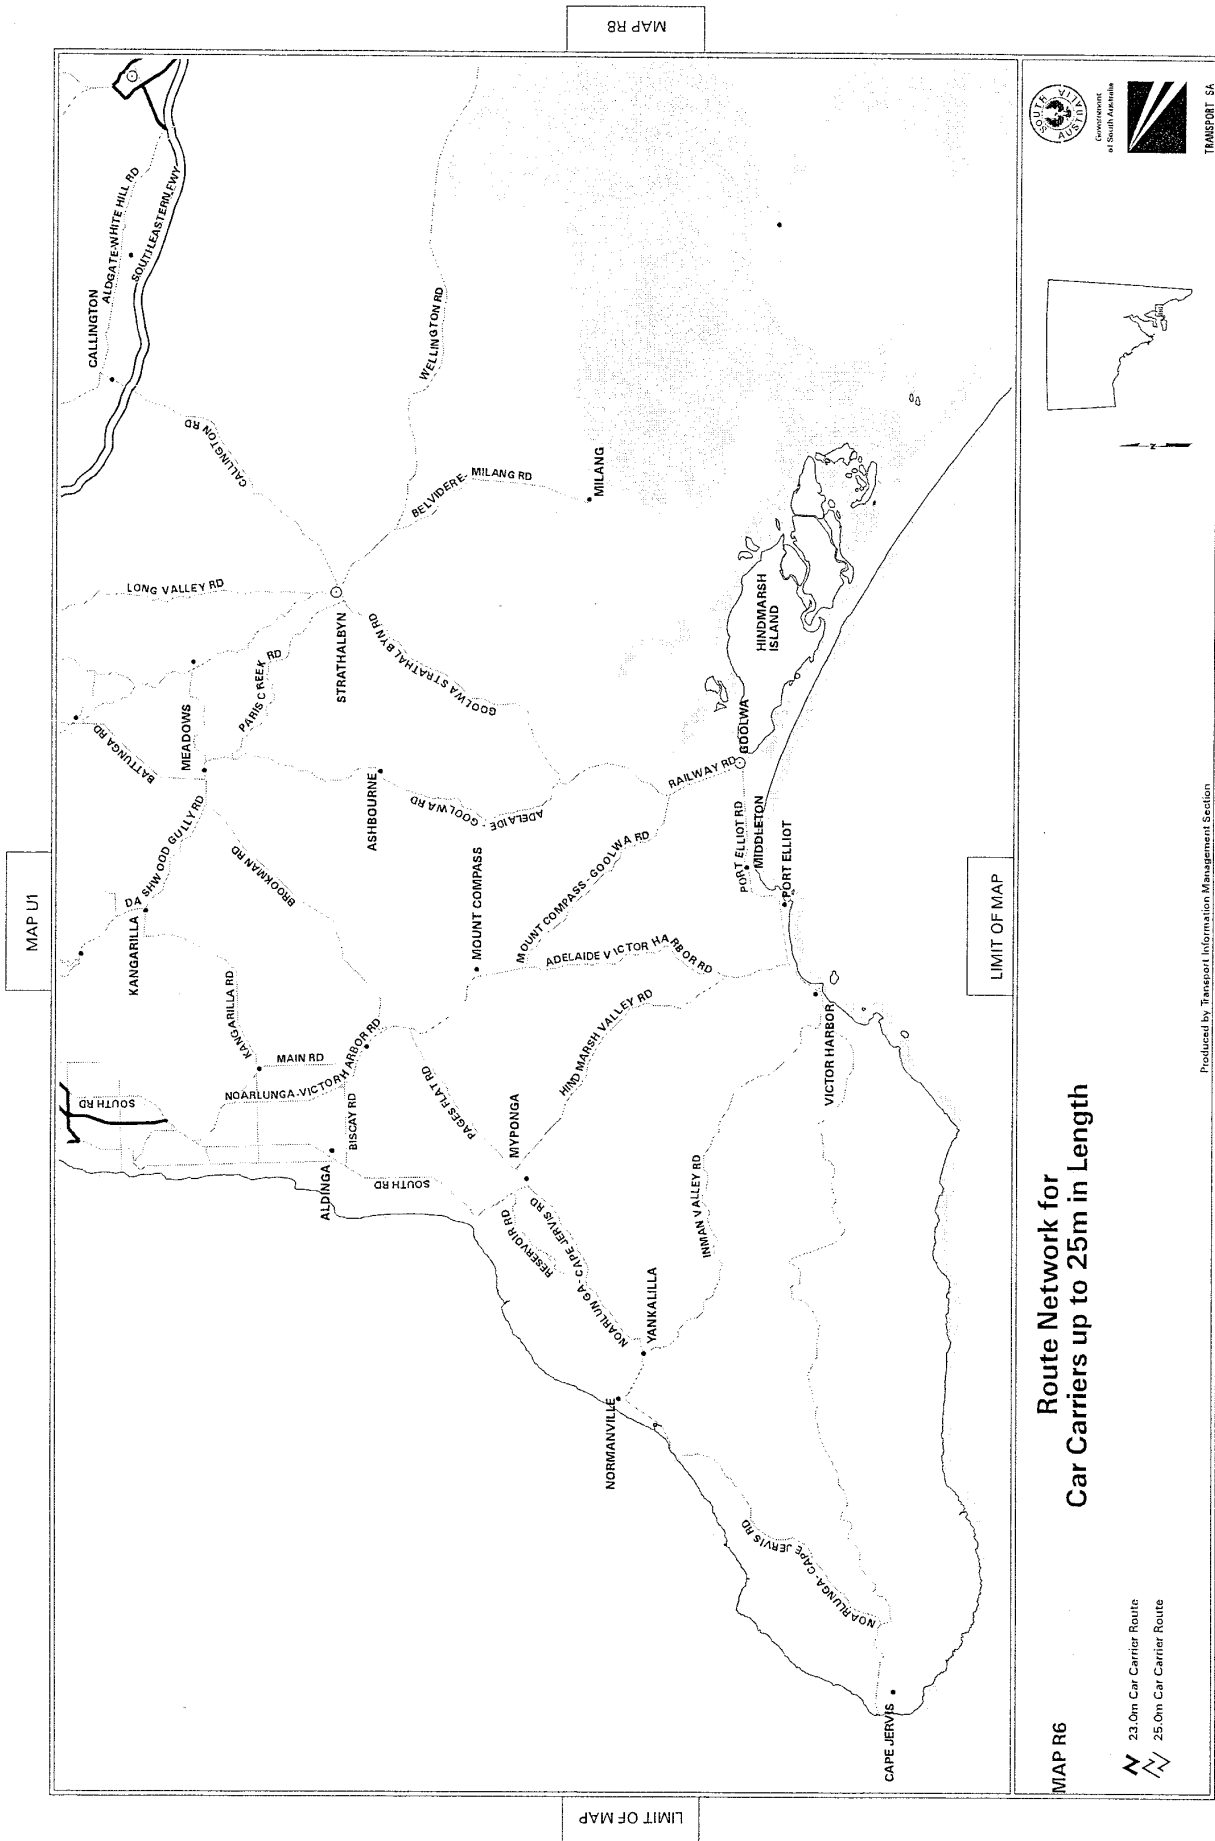 MAP R8
MAP U1
LIMIT OF MAP
LIMIT OF MAP
CALLINGTON
ALDGATE-WHITE HILL RD
SOUTH EASTERN FWY
CALLINGTON RD
WELLINGTON RD
BELVIDERE- MILANG RD
MILANG
LONG VALLEY RD
STRATHALBYN
GOOLWA STRATHALBYN RD
PARIS CREEK RD
MEADOWS
BATTUNGA RD
DASHWOOD GULLY RD
KANGARILLA
BROOKMAN RD
ASHBOURNE
ADELAIDE - GOOLWA RD
HINDMARSH
ISLAND
GOOLWA
RAILWAY RD
PORT ELLIOT RD
MIDDLETON
PORT ELLIOT
MOUNT COMPASS
MOUNT COMPASS - GOOLWA RD
ADELAIDE VICTOR HARBOR RD
HINDMARSH VALLEY RD
VICTOR HARBOR
KANGARILLA RD
MAIN RD
NOARLUNGA-VICTOR HARBOR RD
SOUTH RD
BISCAY RD
PAGES FLAT RD
MYPONGA
ALDINGA
SOUTH RD
RESERVOIR RD
NOARLUNGA - CAPE JERVIS RD
INMAN VALLEY RD
YANKALILLA
NORMANVILLE
NOARLUNGA - CAPE JERVIS RD
CAPE JERVIS
MAP R6
Route Network for
Car Carriers up to 25m in Length
23.0m Car Carrier Route
25.0m Car Carrier Route
N
SOUTH AUSTRALIA
Government
of South Australia
TRANSPORT SA
Produced by Transport Information Management Section